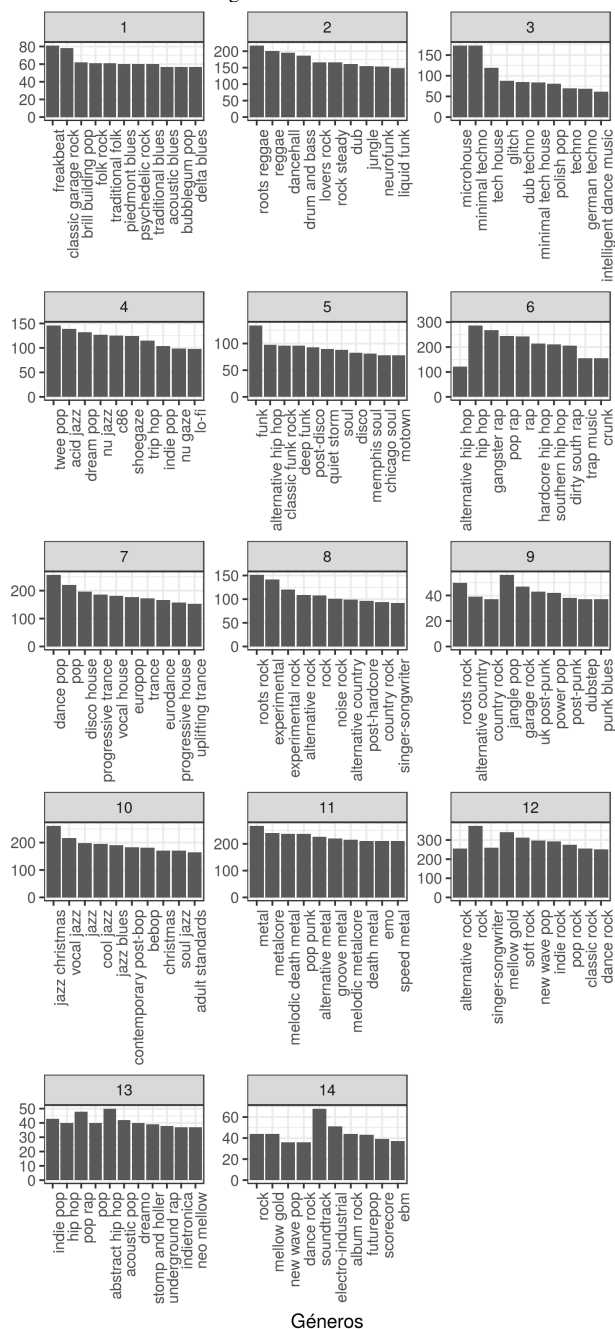 1
80
60
40
20
0
freakbeat
classic garage rock
brill building pop
folk rock
traditional folk
piedmont blues
psychedelic rock
traditional blues
acoustic blues
bubblegum pop
delta blues
2
200
150
100
50
0
roots reggae
reggae
dancehall
drum and bass
lovers rock
rock steady
dub
jungle
neurofunk
liquid funk
3
150
100
50
0
microhouse
minimal techno
tech house
glitch
dub techno
minimal tech house
polish pop
techno
german techno
intelligent dance music
4
150
100
50
0
twee pop
acid jazz
dream pop
nu jazz
c86
shoegaze
trip hop
indie pop
nu gaze
lo-fi
5
100
50
0
funk
alternative hip hop
classic funk rock
deep funk
post-disco
quiet storm
soul
disco
memphis soul
chicago soul
motown
6
300
200
100
0
alternative hip hop
hip hop
gangster rap
pop rap
rap
hardcore hip hop
southern hip hop
dirty south rap
trap music
crunk
7
200
100
0
dance pop
pop
disco house
progressive trance
vocal house
europop
trance
eurodance
progressive house
uplifting trance
8
150
100
50
0
roots rock
experimental
experimental rock
alternative rock
rock
noise rock
alternative country
post-hardcore
country rock
singer-songwriter
9
40
20
0
roots rock
alternative country
country rock
jangle pop
garage rock
uk post-punk
power pop
post-punk
dubstep
punk blues
10
200
100
0
jazz christmas
vocal jazz
jazz
cool jazz
jazz blues
contemporary post-bop
bebop
christmas
soul jazz
adult standards
11
200
100
0
metal
metalcore
melodic death metal
pop punk
alternative metal
groove metal
melodic metalcore
death metal
emo
speed metal
12
300
200
100
0
alternative rock
rock
singer-songwriter
mellow gold
soft rock
new wave pop
indie rock
pop rock
classic rock
dance rock
13
50
40
30
20
10
0
indie pop
hip hop
pop rap
pop
abstract hip hop
acoustic pop
dreamo
stomp and holler
underground rap
indietronica
neo mellow
14
60
40
20
0
rock
mellow gold
new wave pop
dance rock
soundtrack
electro-industrial
album rock
futurepop
scorecore
ebm
Géneros